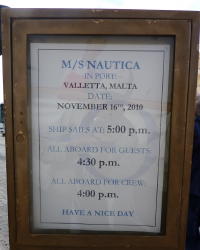 M/S NAUTICA
IN PORT:
VALLETTA, MALTA
DATE:
NOVEMBER 16TH, 2010
SHIP SAILS AT: 5:00 p.m.
ALL ABOARD FOR GUESTS:
4:30 p.m.
ALL ABOARD FOR CREW:
4:00 p.m.
HAVE A NICE DAY